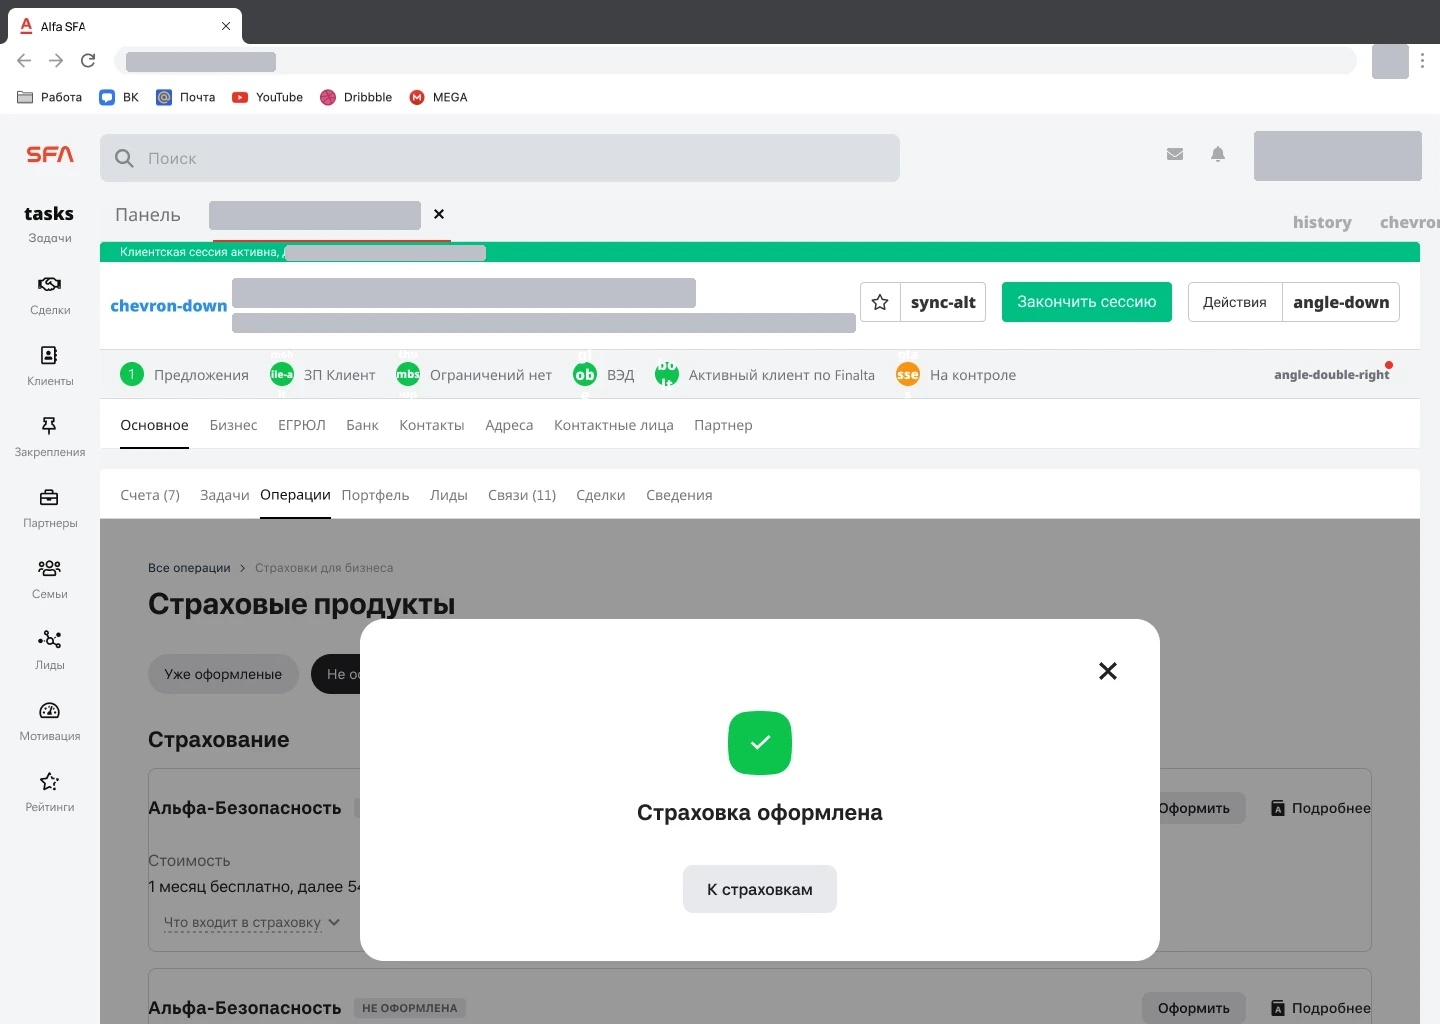 Alfa SFA
Работа ВК Почта YouTube Dribbble MEGA
SFA Поиск
tasks
Задачи
Сделки
Клиенты
Закрепления
Партнеры
Семьи
Лиды
Мотивация
Рейтинги
Панель
history
Клиентская сессия активна,
chevron-down
sync-alt Закончить сессию Действия angle-down
1 Предложения ЗП Клиент Ограничений нет ВЭД Активный клиент по Finalta На контроле angle-double-right
Основное Бизнес ЕГРЮЛ Банк Контакты Адреса Контактные лица Партнер
Счета (7) Задачи Операции Портфель Лиды Связи (11) Сделки Сведения
Все операции > Страховки для бизнеса
Страховые продукты
Уже оформленые Не
Страхование
Альфа-Безопасность Оформить Подробнее
Стоимость
1 месяц бесплатно, далее
Что входит в страховку
Страховка оформлена
К страховкам
Альфа-Безопасность НЕ ОФОРМЛЕНА Оформить Подробнее